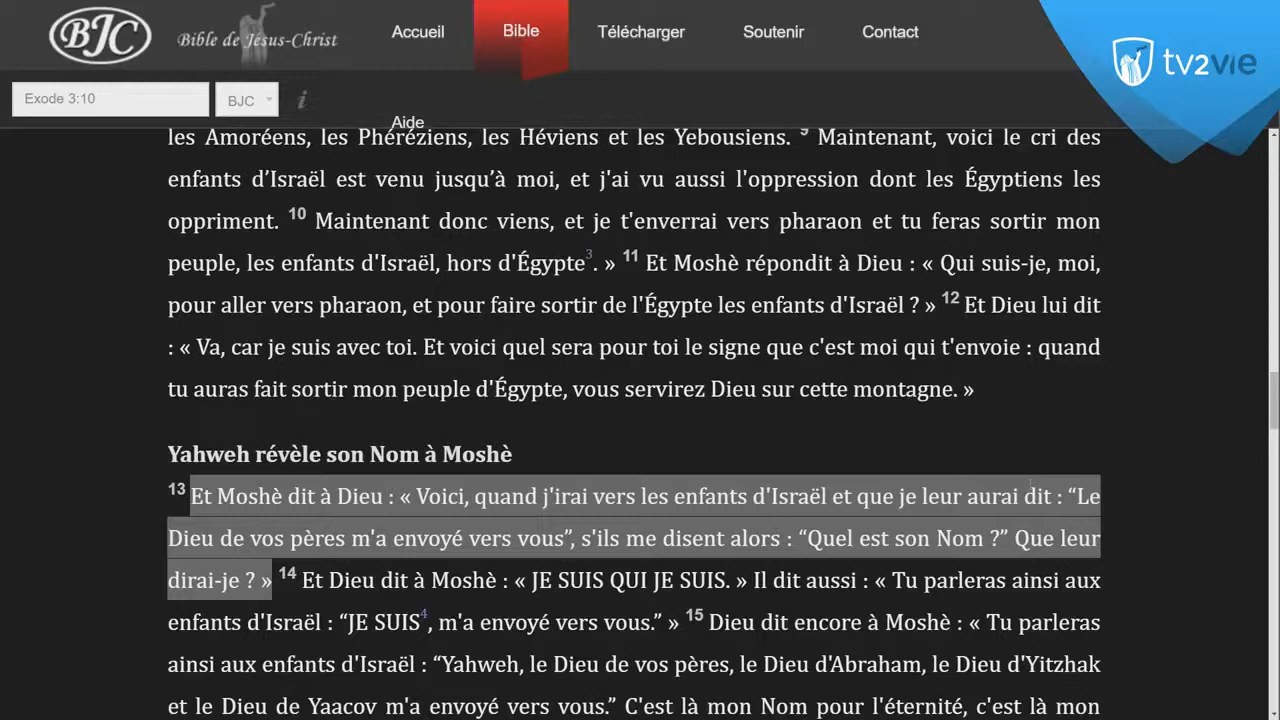 BJC Bible de Jésus-Christ Accueil Bible Télécharger Soutenir Contact
tv2vie
Exode 3:10 BJC i
Aide
les Amoréens, les Phéréziens, les Héviens et les Yebousiens. 9 Maintenant, voici le cri des
enfants d’Israël est venu jusqu’à moi, et j'ai vu aussi l'oppression dont les Égyptiens les
oppriment. 10 Maintenant donc viens, et je t'enverrai vers pharaon et tu feras sortir mon
peuple, les enfants d'Israël, hors d'Égypte3. » 11 Et Moshè répondit à Dieu : « Qui suis-je, moi,
pour aller vers pharaon, et pour faire sortir de l'Égypte les enfants d'Israël ? » 12 Et Dieu lui dit
: « Va, car je suis avec toi. Et voici quel sera pour toi le signe que c'est moi qui t'envoie : quand
tu auras fait sortir mon peuple d'Égypte, vous servirez Dieu sur cette montagne. »
Yahweh révèle son Nom à Moshè
13 Et Moshè dit à Dieu : « Voici, quand j'irai vers les enfants d'Israël et que je leur aurai dit : “Le
Dieu de vos pères m'a envoyé vers vous”, s'ils me disent alors : “Quel est son Nom ?” Que leur
dirai-je ? » 14 Et Dieu dit à Moshè : « JE SUIS QUI JE SUIS. » Il dit aussi : « Tu parleras ainsi aux
enfants d'Israël : “JE SUIS4, m'a envoyé vers vous.” » 15 Dieu dit encore à Moshè : « Tu parleras
ainsi aux enfants d'Israël : “Yahweh, le Dieu de vos pères, le Dieu d'Abraham, le Dieu d'Yitzhak
et le Dieu de Yaacov m'a envoyé vers vous.” C'est là mon Nom pour l'éternité, c'est là mon